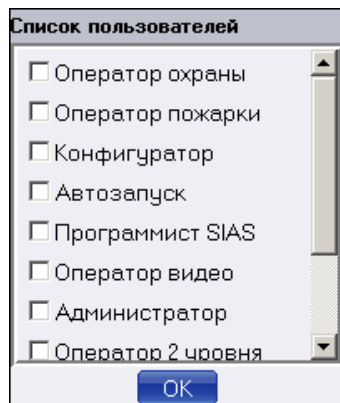 Список пользователей
Оператор охраны
Оператор пожарки
Конфигуратор
Автозапуск
Программист SIAS
Оператор видео
Администратор
Оператор 2 уровня
OK